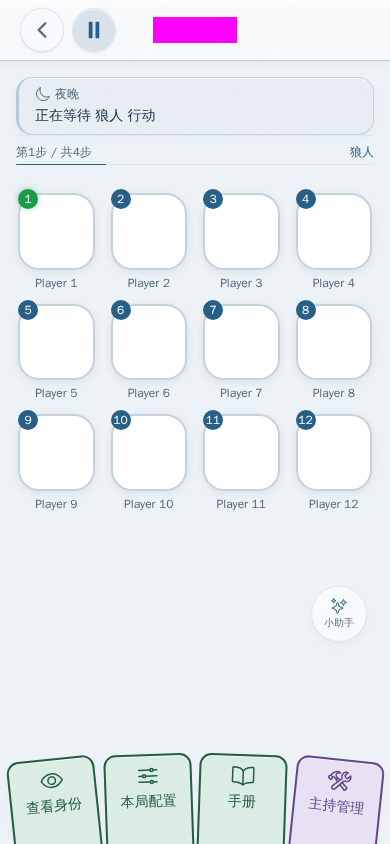 夜晚
正在等待 狼人 行动
第1步 / 共4步
狼人
1
2
3
4
Player 1
Player 2
Player 3
Player 4
5
6
7
8
Player 5
Player 6
Player 7
Player 8
9
10
11
12
Player 9
Player 10
Player 11
Player 12
小助手
查看身份
本局配置
手册
主持管理